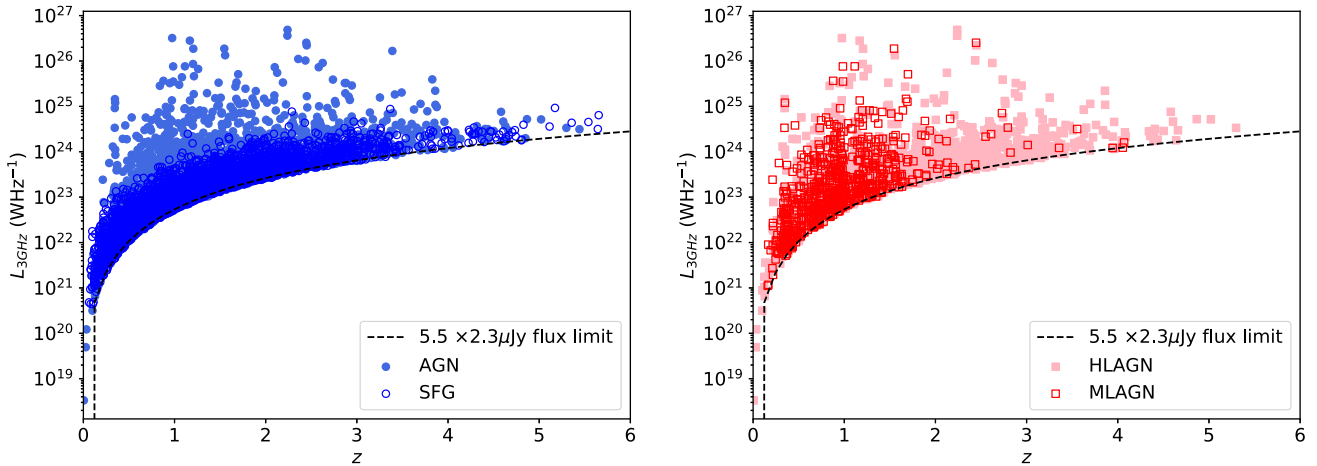 10^27
10^26
10^25
10^24
10^23
10^22
10^21
10^20
10^19
L_3GHz (WHz^−1)
5.5 ×2.3μJy flux limit
AGN
SFG
0 1 2 3 4 5 6
z
10^27
10^26
10^25
10^24
10^23
10^22
10^21
10^20
10^19
L_3GHz (WHz^−1)
5.5 ×2.3μJy flux limit
HLAGN
MLAGN
0 1 2 3 4 5 6
z